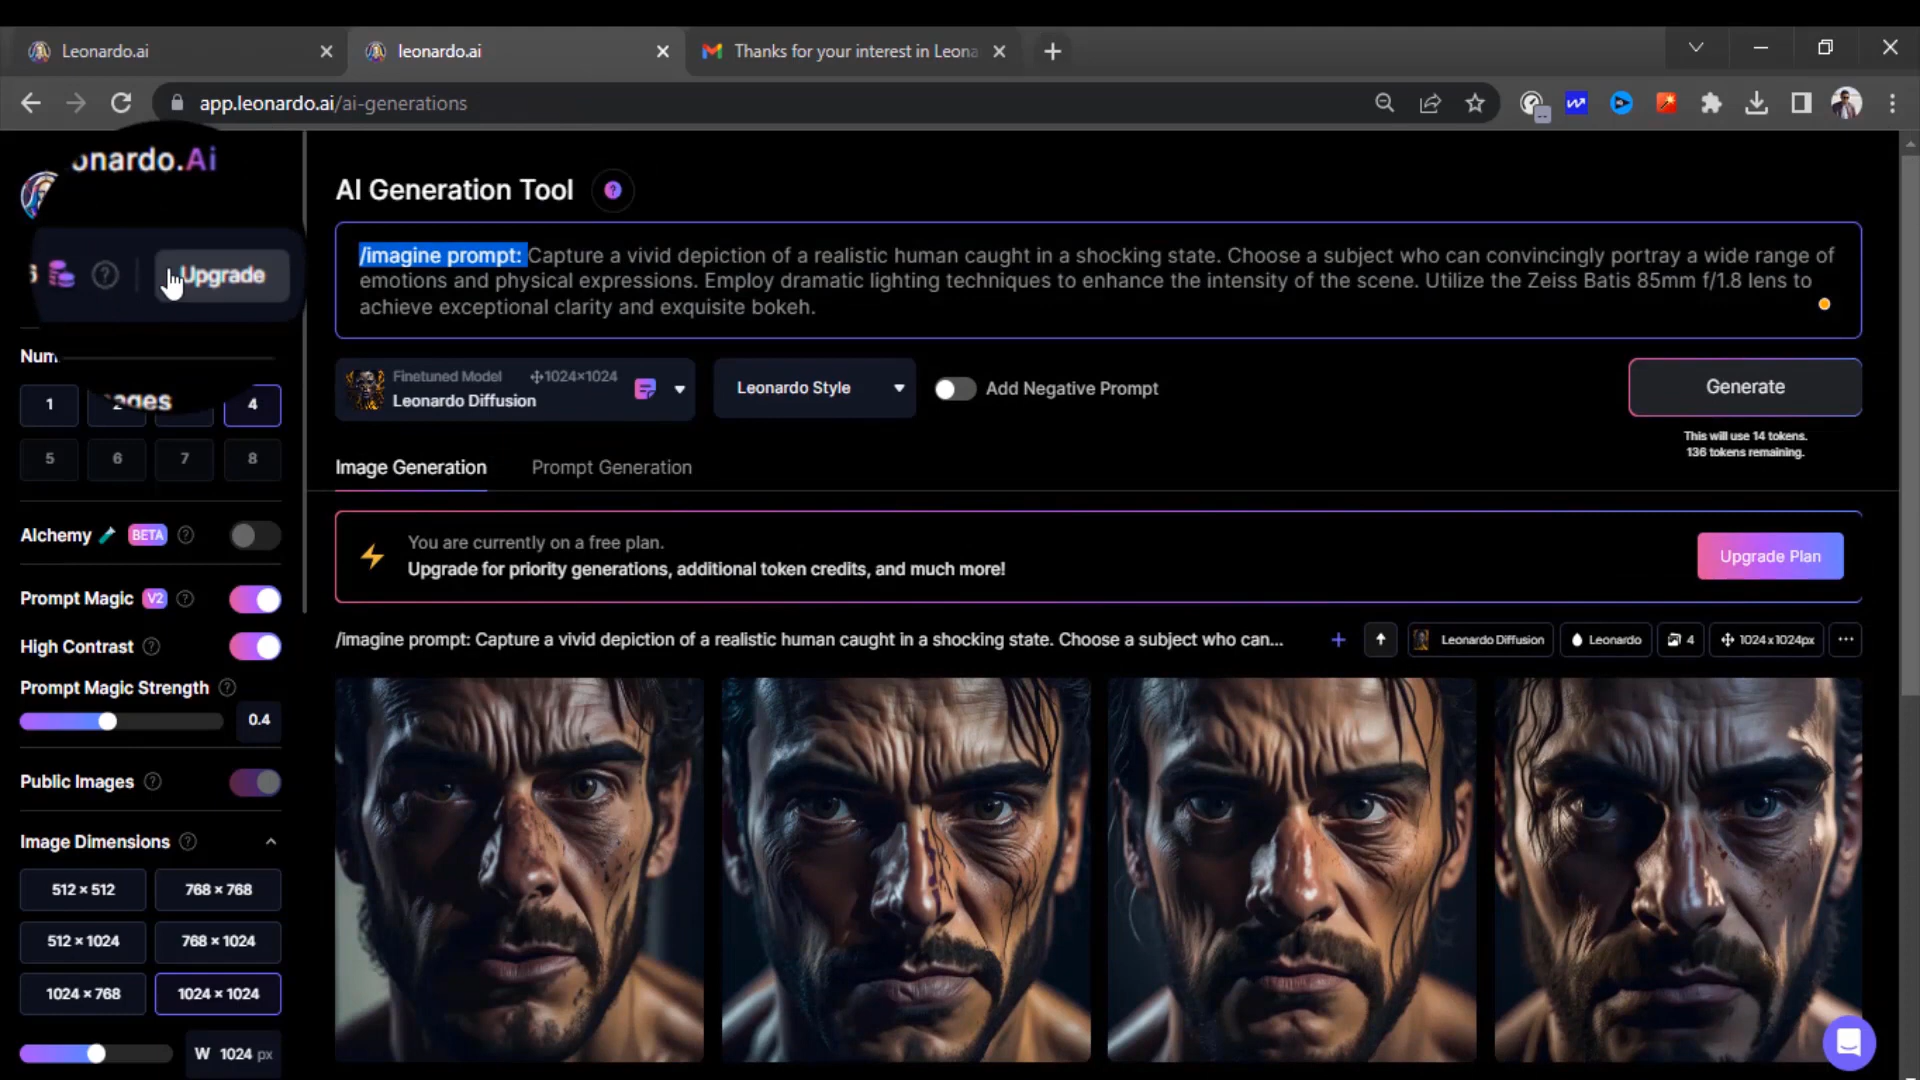 Leonardo.ai
leonardo.ai
Thanks for your interest in Leona
app.leonardo.ai/ai-generations
onardo.Ai
Upgrade
AI Generation Tool
/imagine prompt: Capture a vivid depiction of a realistic human caught in a shocking state. Choose a subject who can convincingly portray a wide range of
emotions and physical expressions. Employ dramatic lighting techniques to enhance the intensity of the scene. Utilize the Zeiss Batis 85mm f/1.8 lens to
achieve exceptional clarity and exquisite bokeh.
Finetuned Model 1024×1024
Leonardo Diffusion
Leonardo Style
Add Negative Prompt
Generate
This will use 14 tokens.
136 tokens remaining.
Num
ages
1 2 4
5 6 7 8
Alchemy BETA
Prompt Magic V2
High Contrast
Prompt Magic Strength
0.4
Public Images
Image Dimensions
512 × 512 768 × 768
512 × 1024 768 × 1024
1024 × 768 1024 × 1024
W 1024 px
Image Generation Prompt Generation
You are currently on a free plan.
Upgrade for priority generations, additional token credits, and much more!
Upgrade Plan
/imagine prompt: Capture a vivid depiction of a realistic human caught in a shocking state. Choose a subject who can...
Leonardo Diffusion Leonardo 4 1024 x 1024px